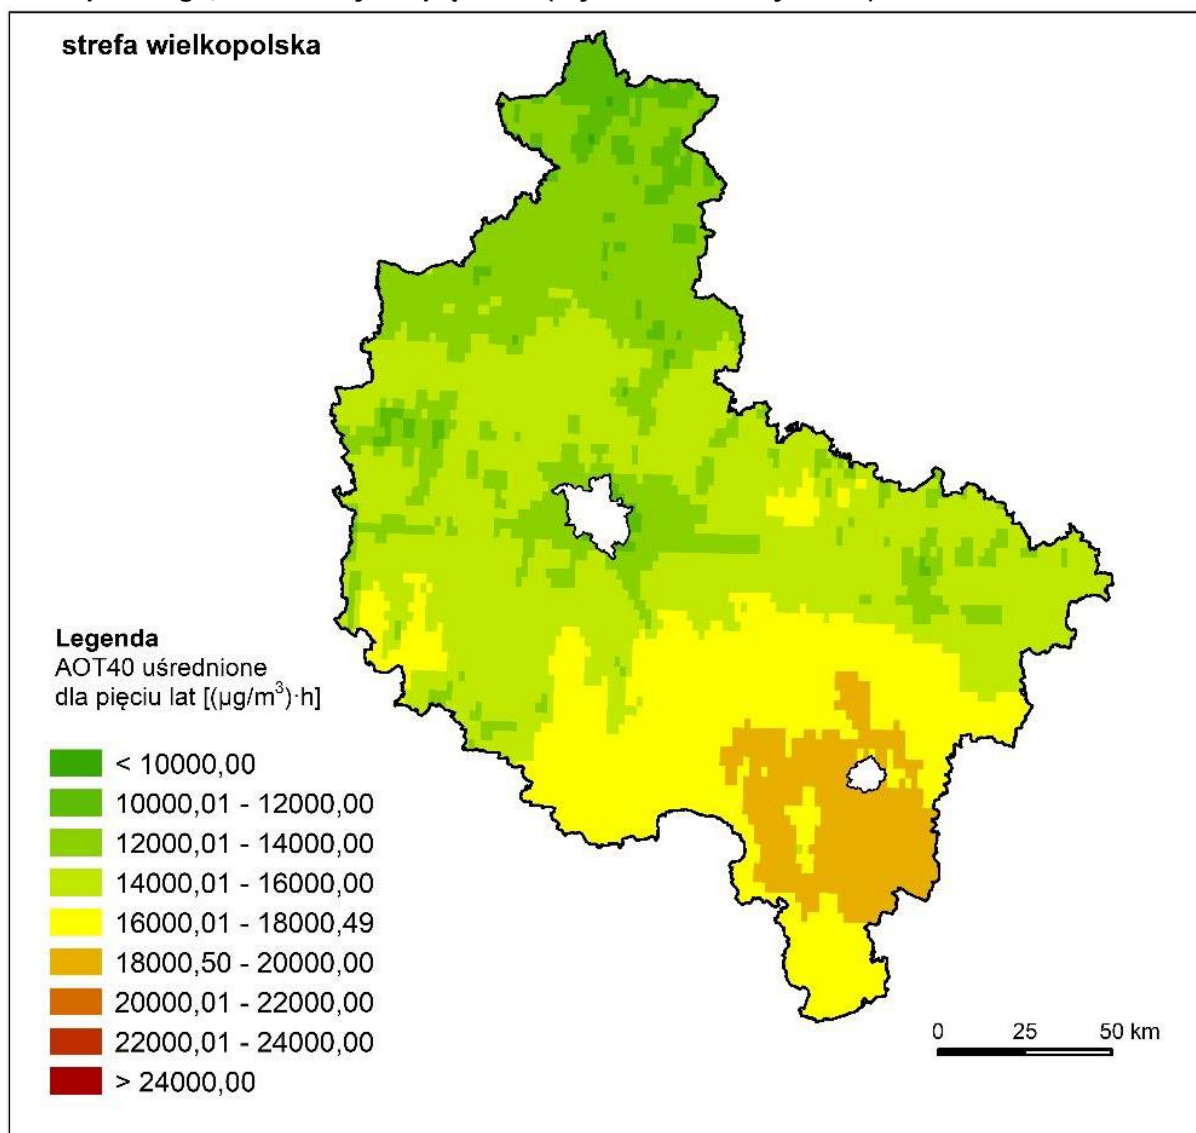 strefa wielkopolska
Legenda
AOT40 uśrednione
dla pięciu lat [(µg/m³)·h]
< 10000,00
10000,01 - 12000,00
12000,01 - 14000,00
14000,01 - 16000,00
16000,01 - 18000,49
18000,50 - 20000,00
20000,01 - 22000,00
22000,01 - 24000,00
> 24000,00
0 25 50 km